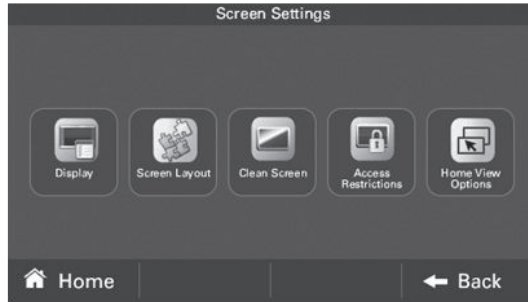 Screen Settings
Display
Screen Layout
Clean Screen
Access
Restrictions
Home View
Options
Home
Back